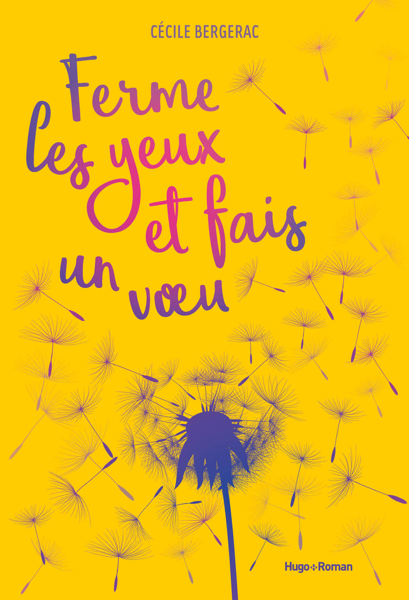 CÉCILE BERGERAC
Ferme
les yeux
et fais
un
vœu
Hugo+Roman